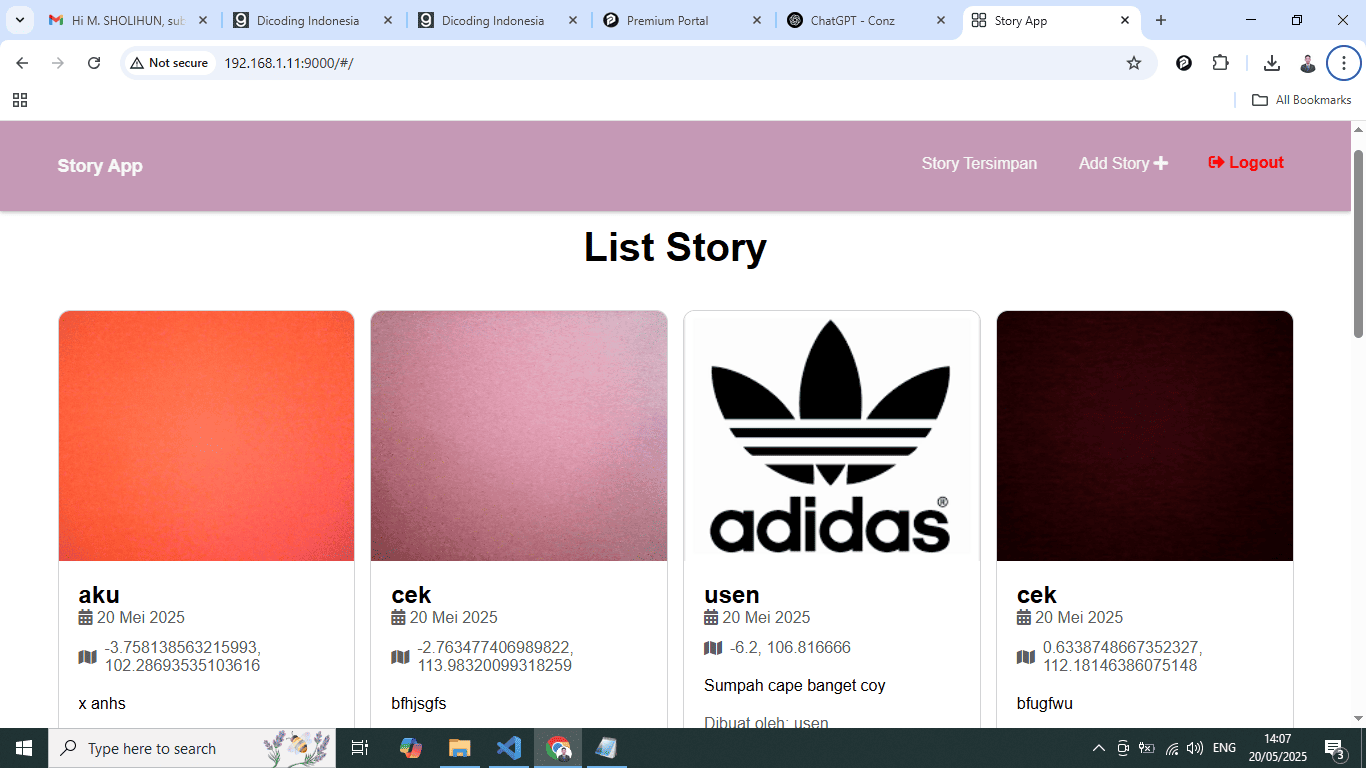 Hi M. SHOLIHUN, sub
Dicoding Indonesia
Dicoding Indonesia
Premium Portal
ChatGPT - Conz
Story App
Not secure
192.168.1.11:9000/#/
All Bookmarks
Story App
Story Tersimpan
Add Story
Logout
List Story
adidas®
aku
20 Mei 2025
-3.758138563215993,
102.28693535103616
x anhs
cek
20 Mei 2025
-2.763477406989822,
113.98320099318259
bfhjsgfs
usen
20 Mei 2025
-6.2, 106.816666
Sumpah cape banget coy
Dibuat oleh: usen
cek
20 Mei 2025
0.6338748667352327,
112.18146386075148
bfugfwu
Type here to search
ENG
14:07
20/05/2025
3